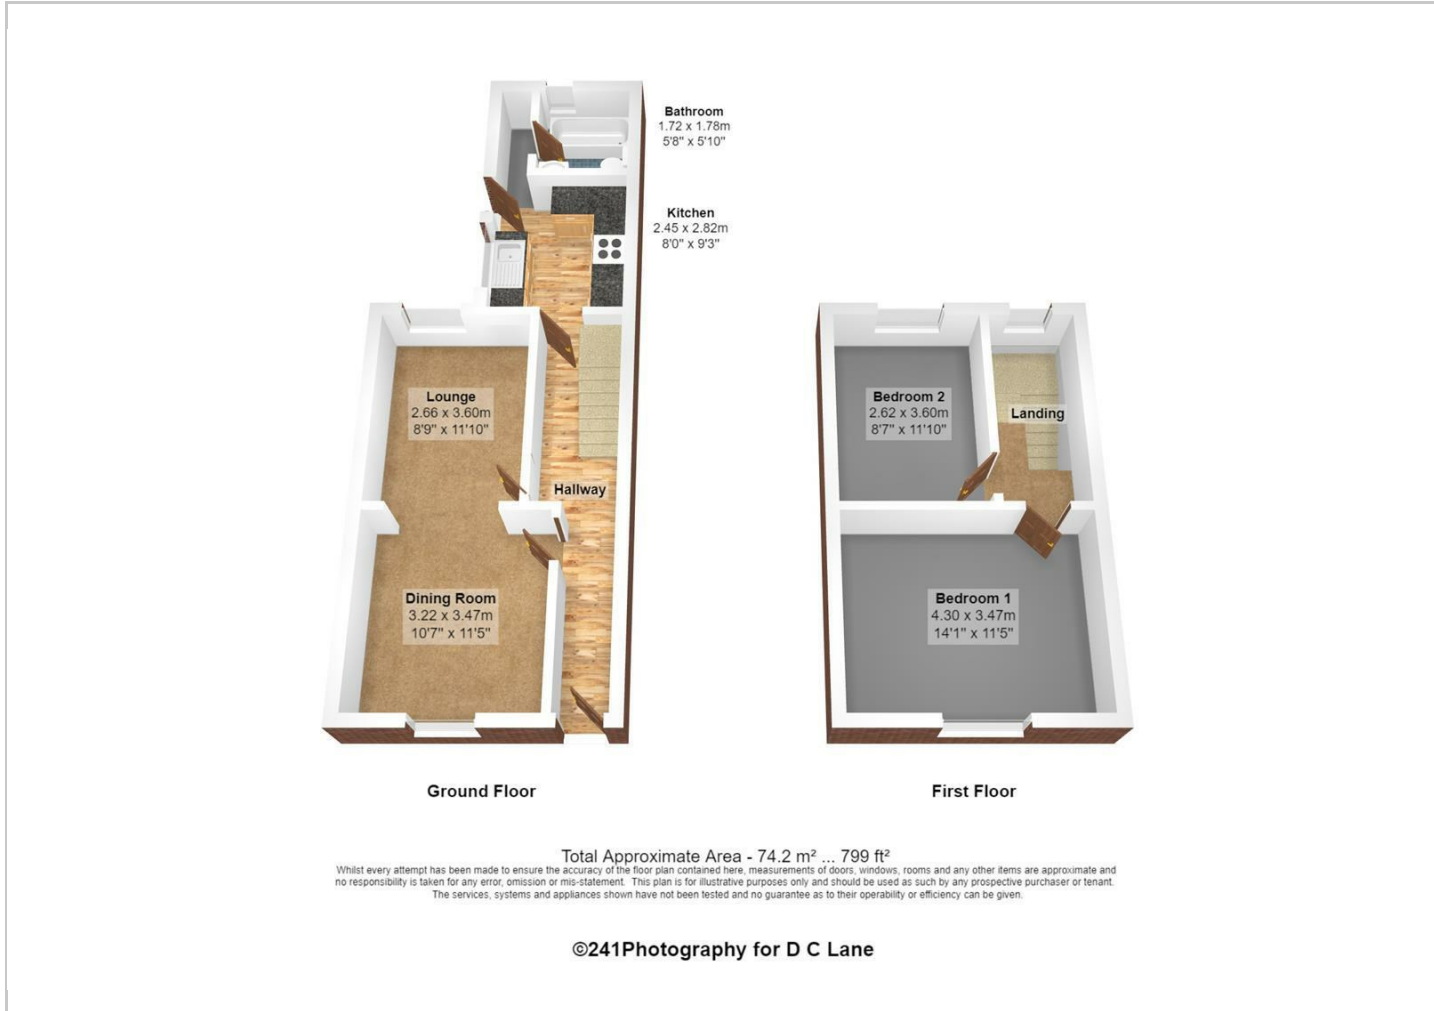 Bathroom
1.72 x 1.78m
5'8" x 5'10"
Kitchen
2.45 x 2.82m
8'0" x 9'3"
Lounge
2.66 x 3.60m
8'9" x 11'10"
Hallway
Dining Room
3.22 x 3.47m
10'7" x 11'5"
Bedroom 2
2.62 x 3.60m
8'7" x 11'10"
Landing
Bedroom 1
4.30 x 3.47m
14'1" x 11'5"
Ground Floor
First Floor
Total Approximate Area - 74.2 m² ... 799 ft²
Whilst every attempt has been made to ensure the accuracy of the floor plan contained here, measurements of doors, windows, rooms and any other items are approximate and
no responsibility is taken for any error, omission or mis-statement. This plan is for illustrative purposes only and should be used as such by any prospective purchaser or tenant.
The services, systems and appliances shown have not been tested and no guarantee as to their operability or efficiency can be given.
©241Photography for D C Lane